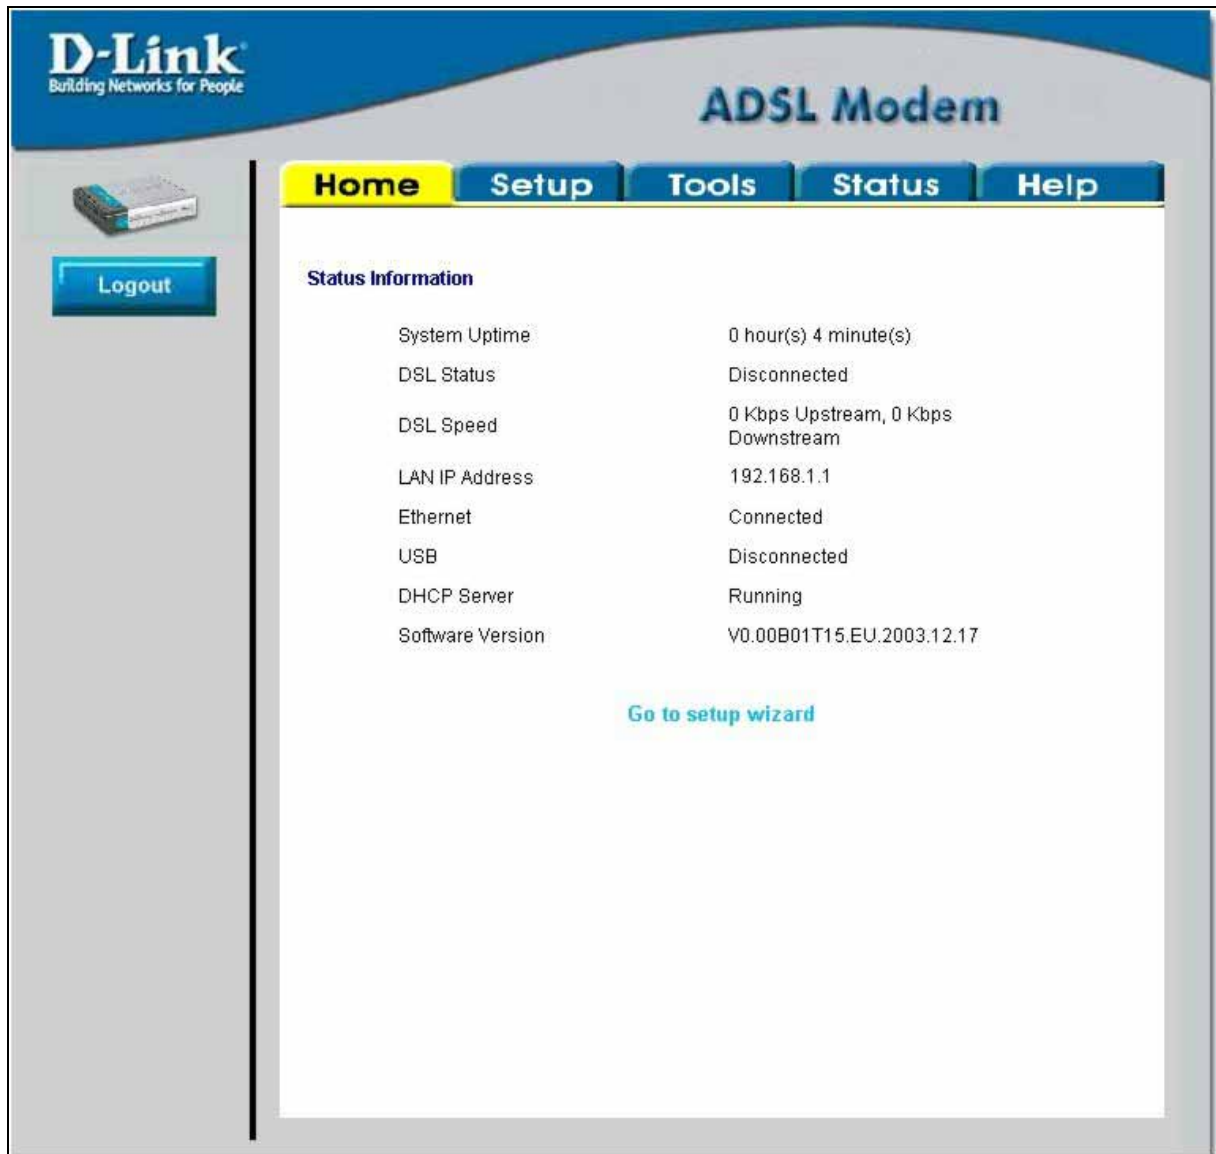 D-Link
Building Networks for People
ADSL Modem
Home Setup Tools Status Help
Logout
Status Information
System Uptime 0 hour(s) 4 minute(s)
DSL Status Disconnected
DSL Speed 0 Kbps Upstream, 0 Kbps
Downstream
LAN IP Address 192.168.1.1
Ethernet Connected
USB Disconnected
DHCP Server Running
Software Version V0.00B01T15.EU.2003.12.17
Go to setup wizard